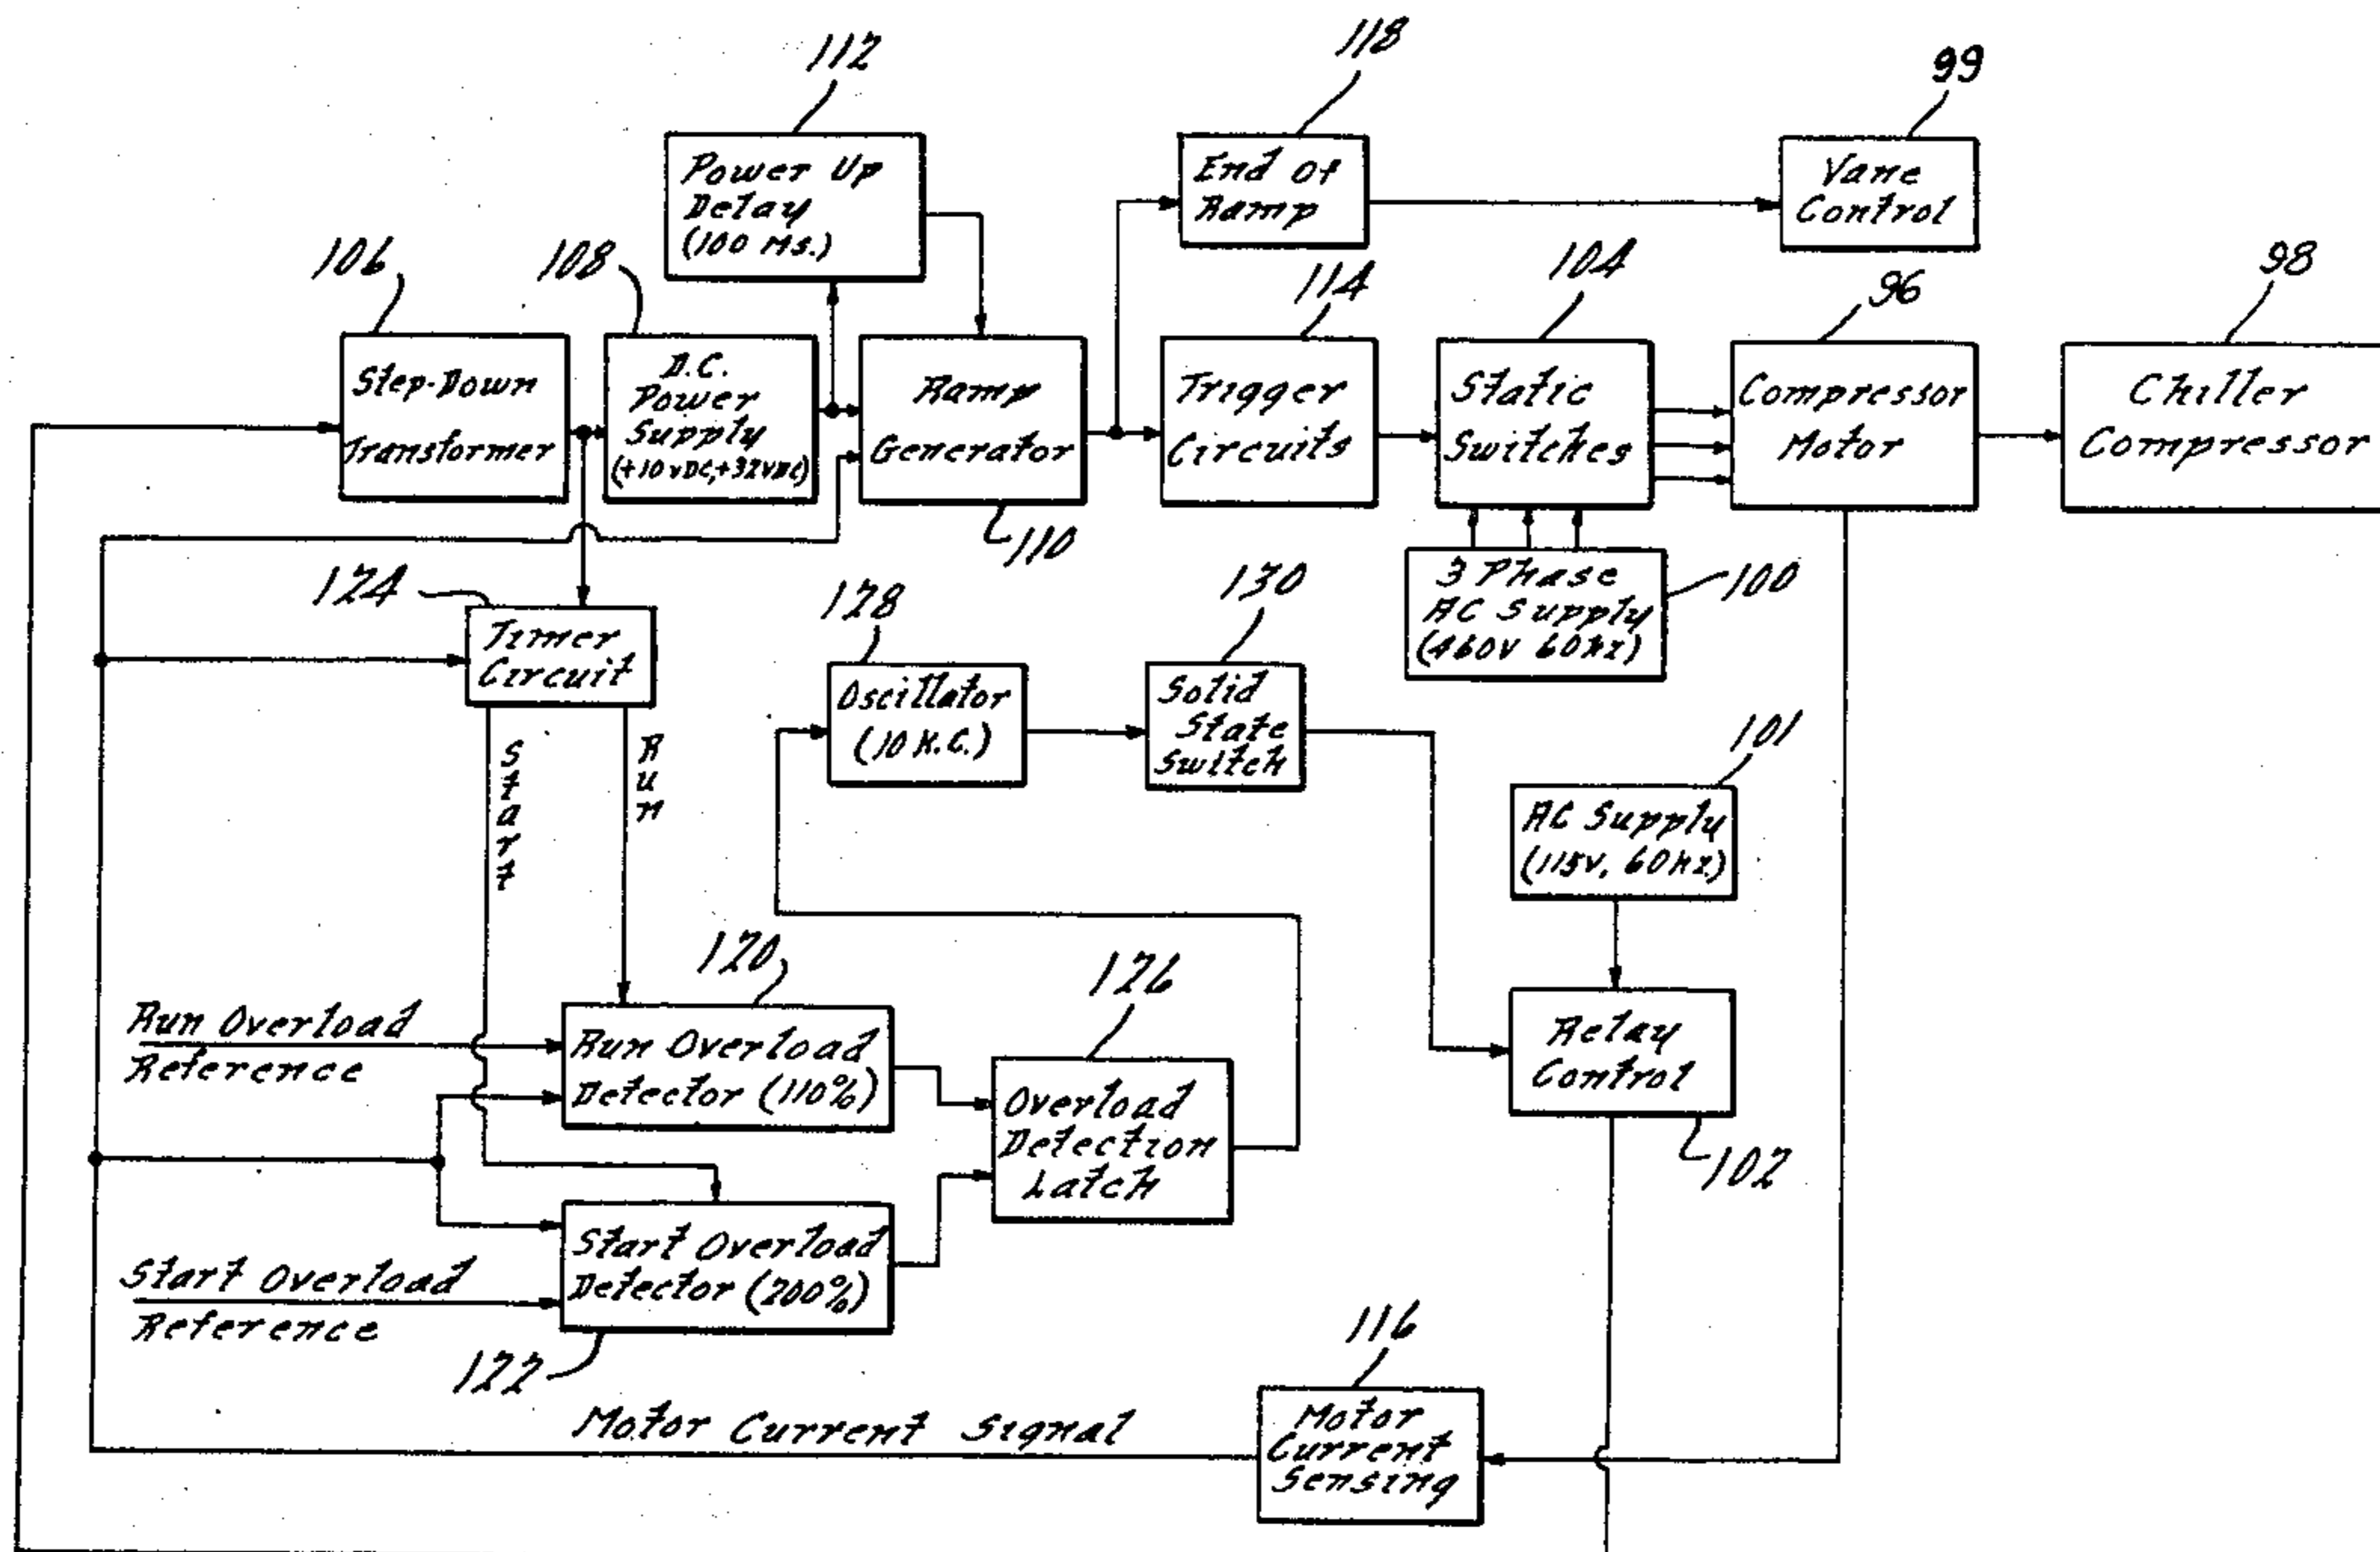 112
118
99
Power Up
Delay
(100 Ms.)
End Of
Ramp
Vane
Control
106
108
114
104
96
98
Step-Down
Transformer
D.C.
Power
Supply
(+10vDC,+32vDC)
Ramp
Generator
Trigger
Circuits
Static
Switches
Compressor
Motor
Chiller
Compressor
110
124
128
130
3 Phase
AC Supply
(460v 60hz)
100
Timer
Circuit
Oscillator
(10 K.C.)
Solid
State
Switch
101
Start
Run
AC Supply
(115v, 60hz)
120
126
Run Overload
Reference
Run Overload
Detector (110%)
Overload
Detection
Latch
Relay
Control
102
Start Overload
Reference
Start Overload
Detector (200%)
122
116
Motor Current Signal
Motor
Current
Sensing